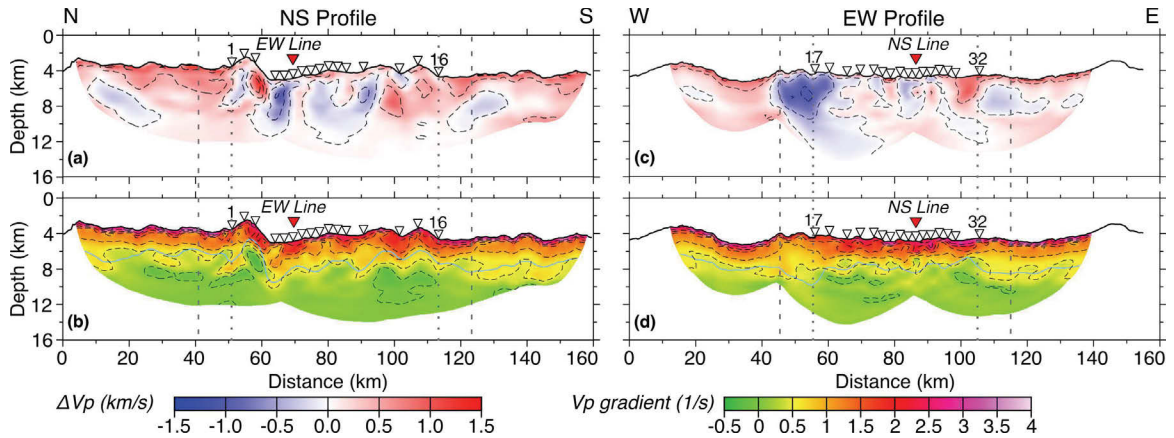 N NS Profile S
W EW Profile E
0
4
8
12
16
Depth (km)
1 EW Line 16
(a)
17 NS Line 32
(c)
0
4
8
12
16
Depth (km)
1 EW Line 16
(b)
17 NS Line 32
(d)
0 20 40 60 80 100 120 140 160
Distance (km)
0 20 40 60 80 100 120 140 160
Distance (km)
ΔVp (km/s)
-1.5 -1.0 -0.5 0.0 0.5 1.0 1.5
Vp gradient (1/s)
-0.5 0 0.5 1 1.5 2 2.5 3 3.5 4